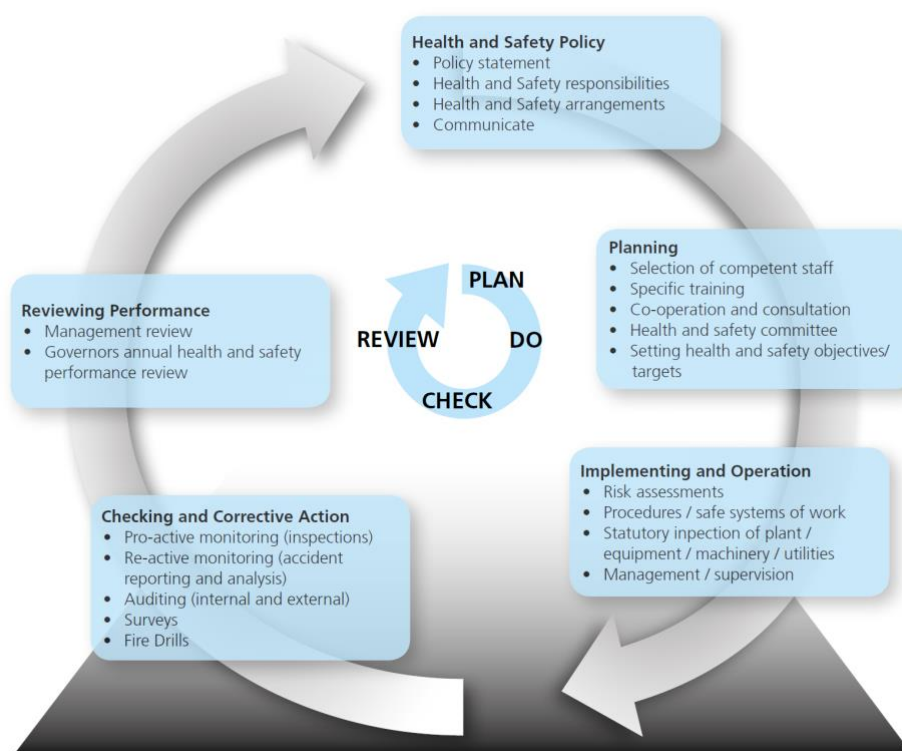 Health and Safety Policy
• Policy statement
• Health and Safety responsibilities
• Health and Safety arrangements
• Communicate
Planning
• Selection of competent staff
• Specific training
• Co-operation and consultation
• Health and safety committee
• Setting health and safety objectives/
targets
Implementing and Operation
• Risk assessments
• Procedures / safe systems of work
• Statutory inpection of plant /
equipment / machinery / utilities
• Management / supervision
Checking and Corrective Action
• Pro-active monitoring (inspections)
• Re-active monitoring (accident
reporting and analysis)
• Auditing (internal and external)
• Surveys
• Fire Drills
Reviewing Performance
• Management review
• Governors annual health and safety
performance review
PLAN
DO
CHECK
REVIEW